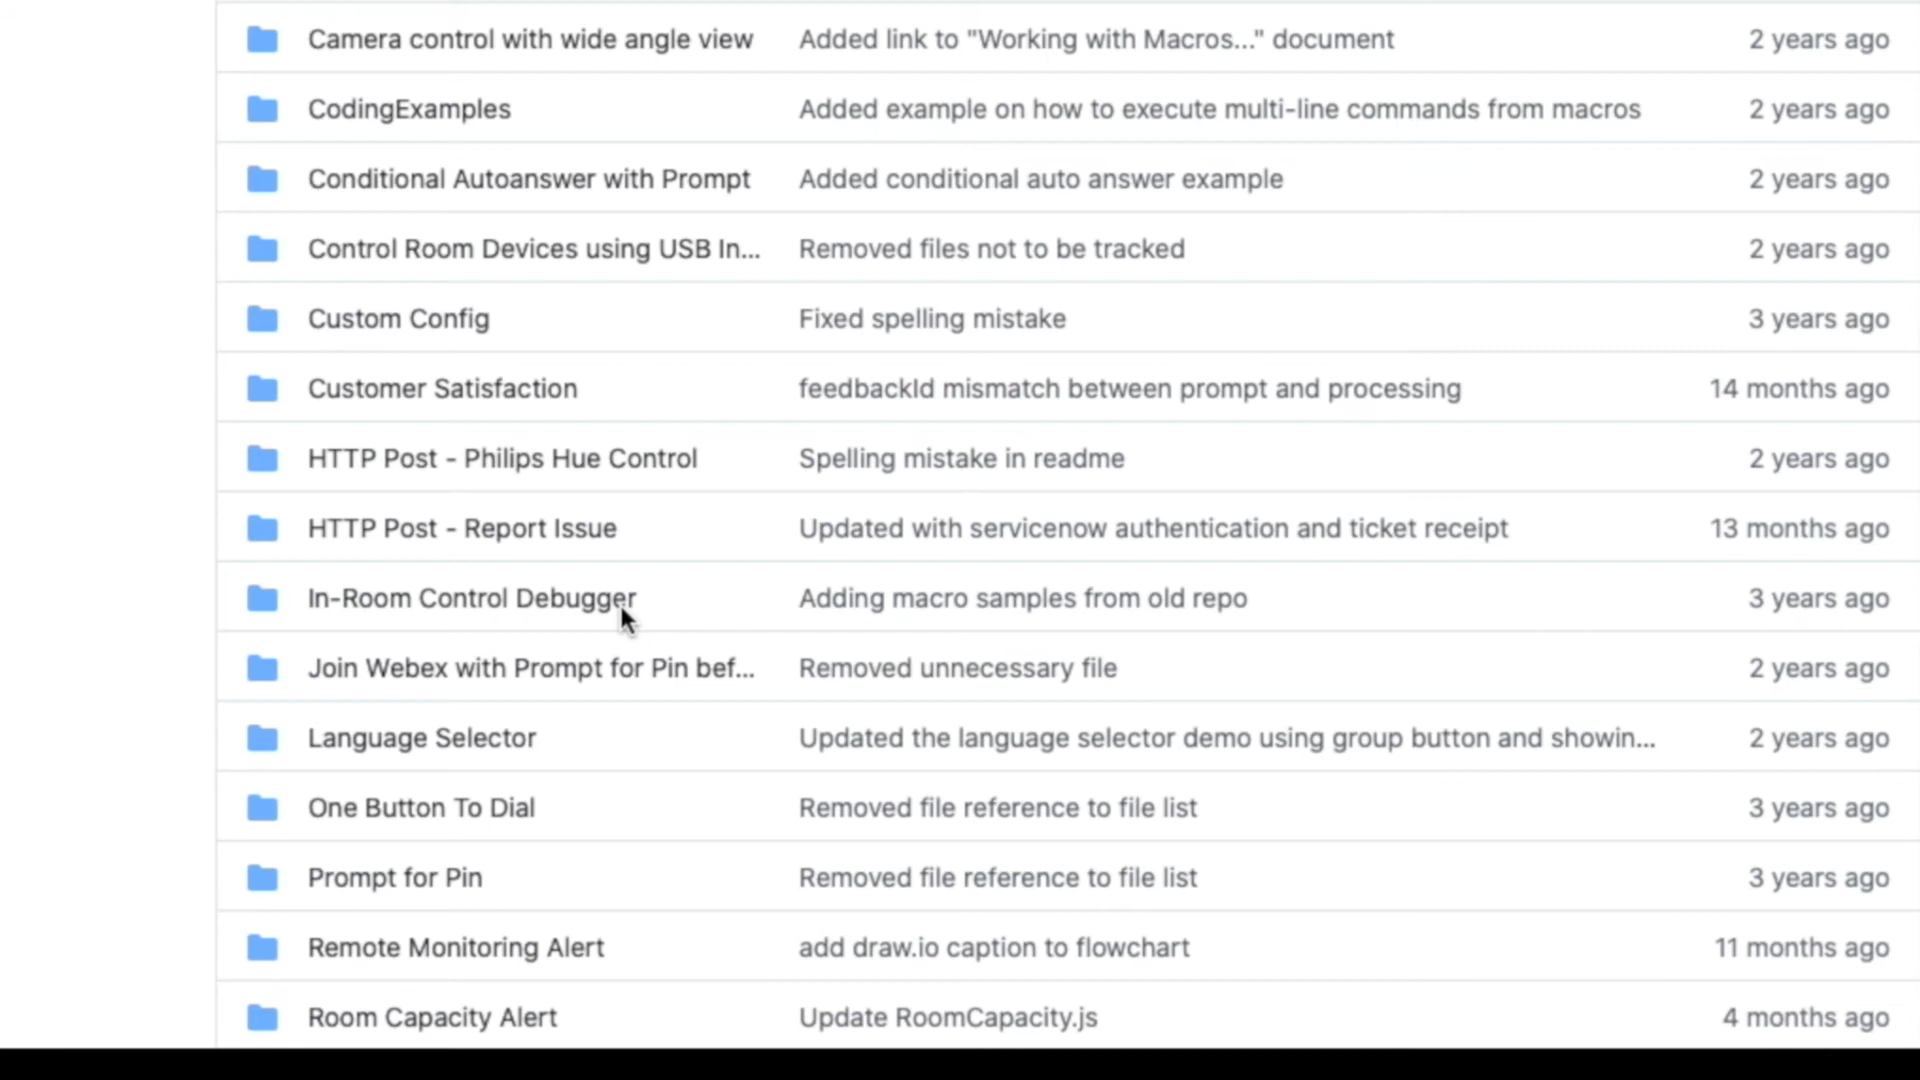 Camera control with wide angle view Added link to "Working with Macros..." document 2 years ago
CodingExamples Added example on how to execute multi-line commands from macros 2 years ago
Conditional Autoanswer with Prompt Added conditional auto answer example 2 years ago
Control Room Devices using USB In... Removed files not to be tracked 2 years ago
Custom Config Fixed spelling mistake 3 years ago
Customer Satisfaction feedbackId mismatch between prompt and processing 14 months ago
HTTP Post - Philips Hue Control Spelling mistake in readme 2 years ago
HTTP Post - Report Issue Updated with servicenow authentication and ticket receipt 13 months ago
In-Room Control Debugger Adding macro samples from old repo 3 years ago
Join Webex with Prompt for Pin bef... Removed unnecessary file 2 years ago
Language Selector Updated the language selector demo using group button and showin... 2 years ago
One Button To Dial Removed file reference to file list 3 years ago
Prompt for Pin Removed file reference to file list 3 years ago
Remote Monitoring Alert add draw.io caption to flowchart 11 months ago
Room Capacity Alert Update RoomCapacity.js 4 months ago